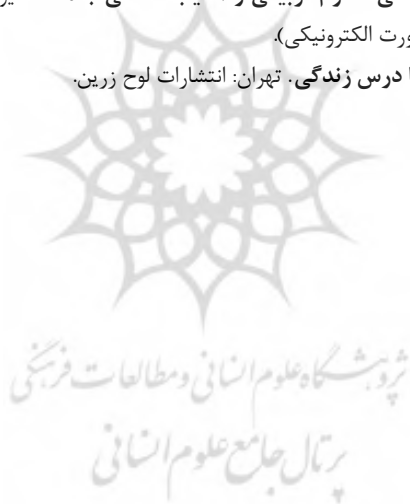 ورت الکترونیکی).
ا درس زندگی. تهران: انتشارات لوح زرین.
پژوهشگاه علوم انسانی و مطالعات فرهنگی
پرتال جامع علوم انسانی